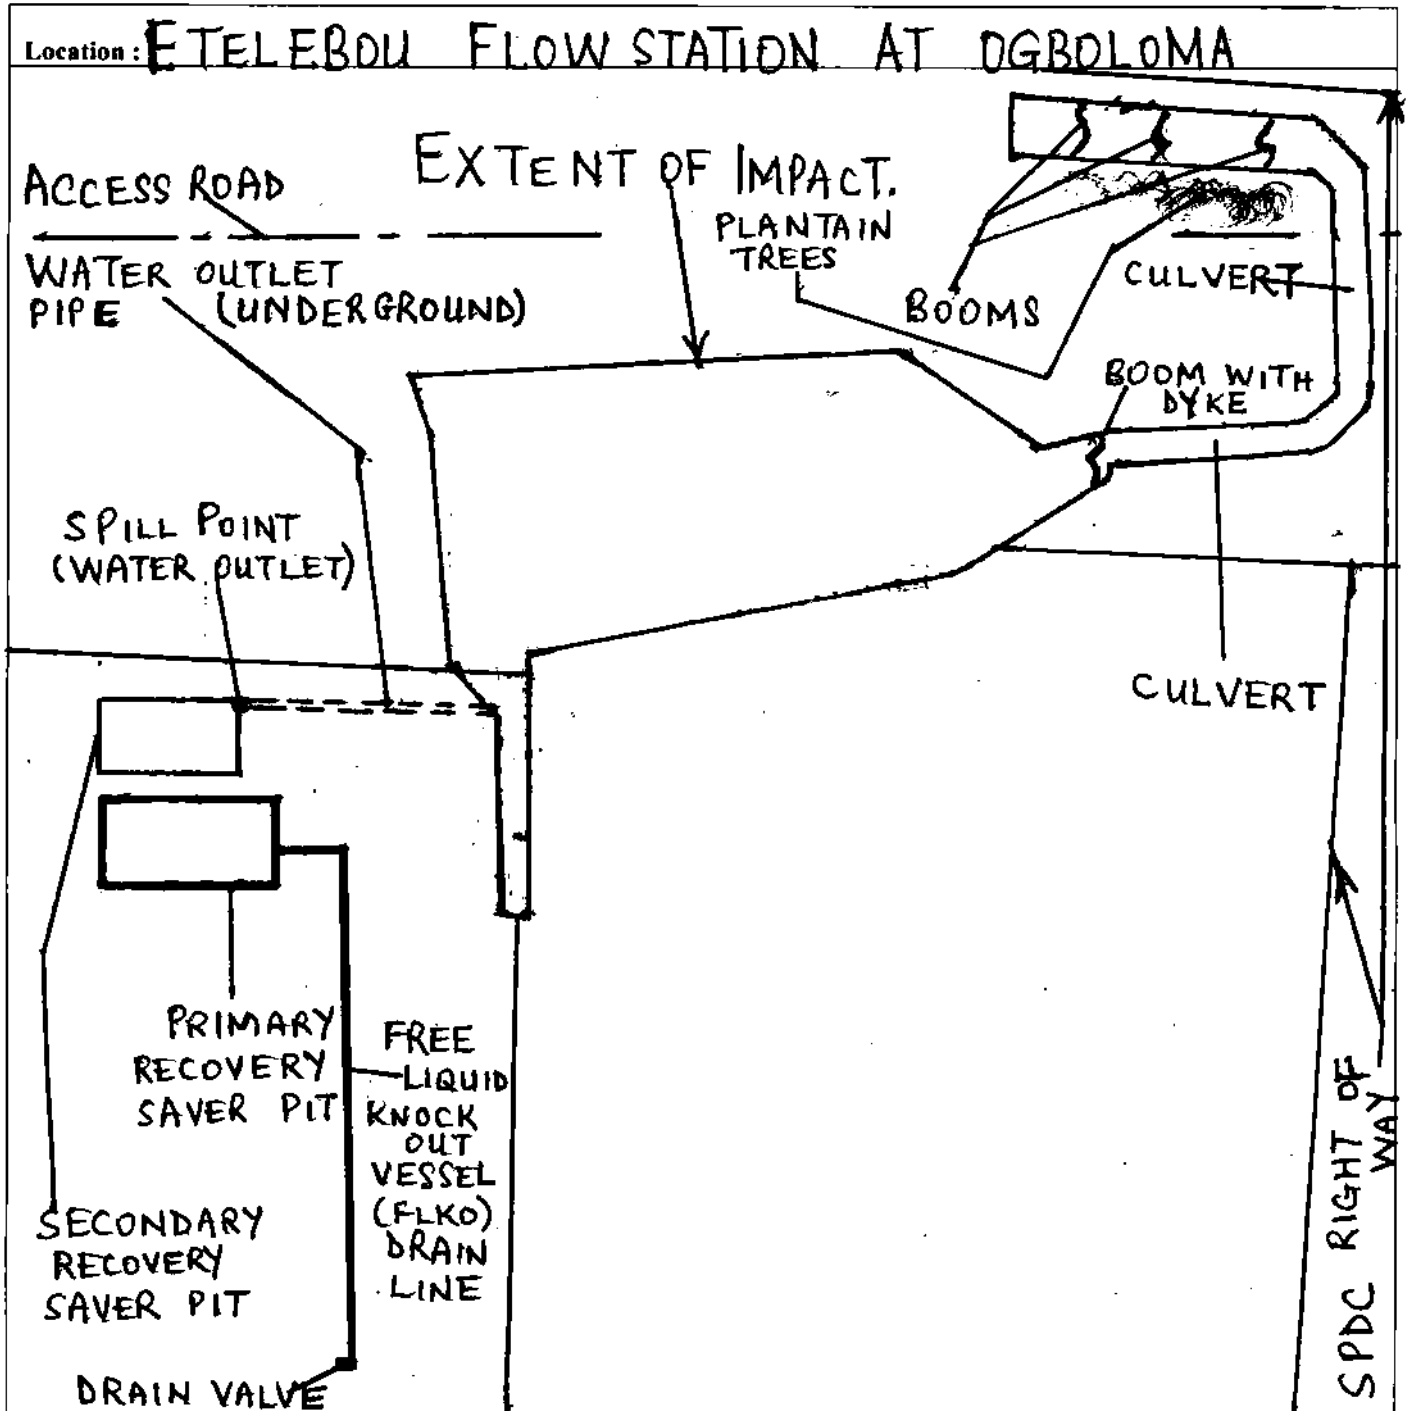 Location : ETELEBOU FLOW STATION AT OGBOLOMA
EXTENT OF IMPACT.
ACCESS ROAD
PLANTAIN
TREES
WATER OUTLET
PIPE (UNDERGROUND)
BOOMS
CULVERT
BOOM WITH
DYKE
SPILL POINT
(WATER OUTLET)
CULVERT
PRIMARY
RECOVERY
SAVER PIT
FREE
LIQUID
KNOCK
OUT
VESSEL
(FLKO)
DRAIN
LINE
SECONDARY
RECOVERY
SAVER PIT
DRAIN VALVE
SPDC RIGHT OF
WAY